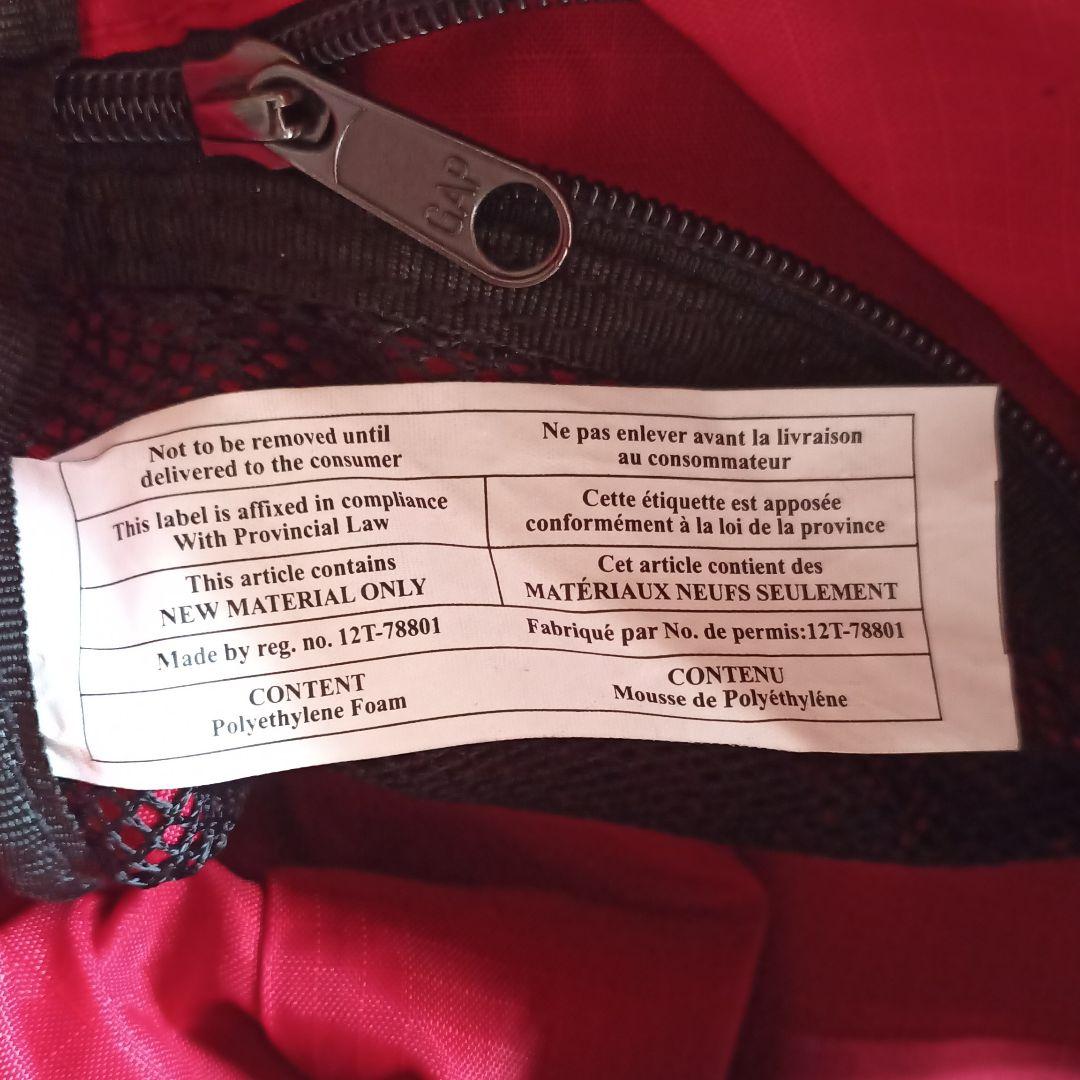 GAP
Not to be removed until
delivered to the consumer
Ne pas enlever avant la livraison
au consommateur
This label is affixed in compliance
With Provincial Law
Cette étiquette est apposée
conformément à la loi de la province
This article contains
NEW MATERIAL ONLY
Cet article contient des
MATÉRIAUX NEUFS SEULEMENT
Made by reg. no. 12T-78801
Fabriqué par No. de permis:12T-78801
CONTENT
Polyethylene Foam
CONTENU
Mousse de Polyéthyléne